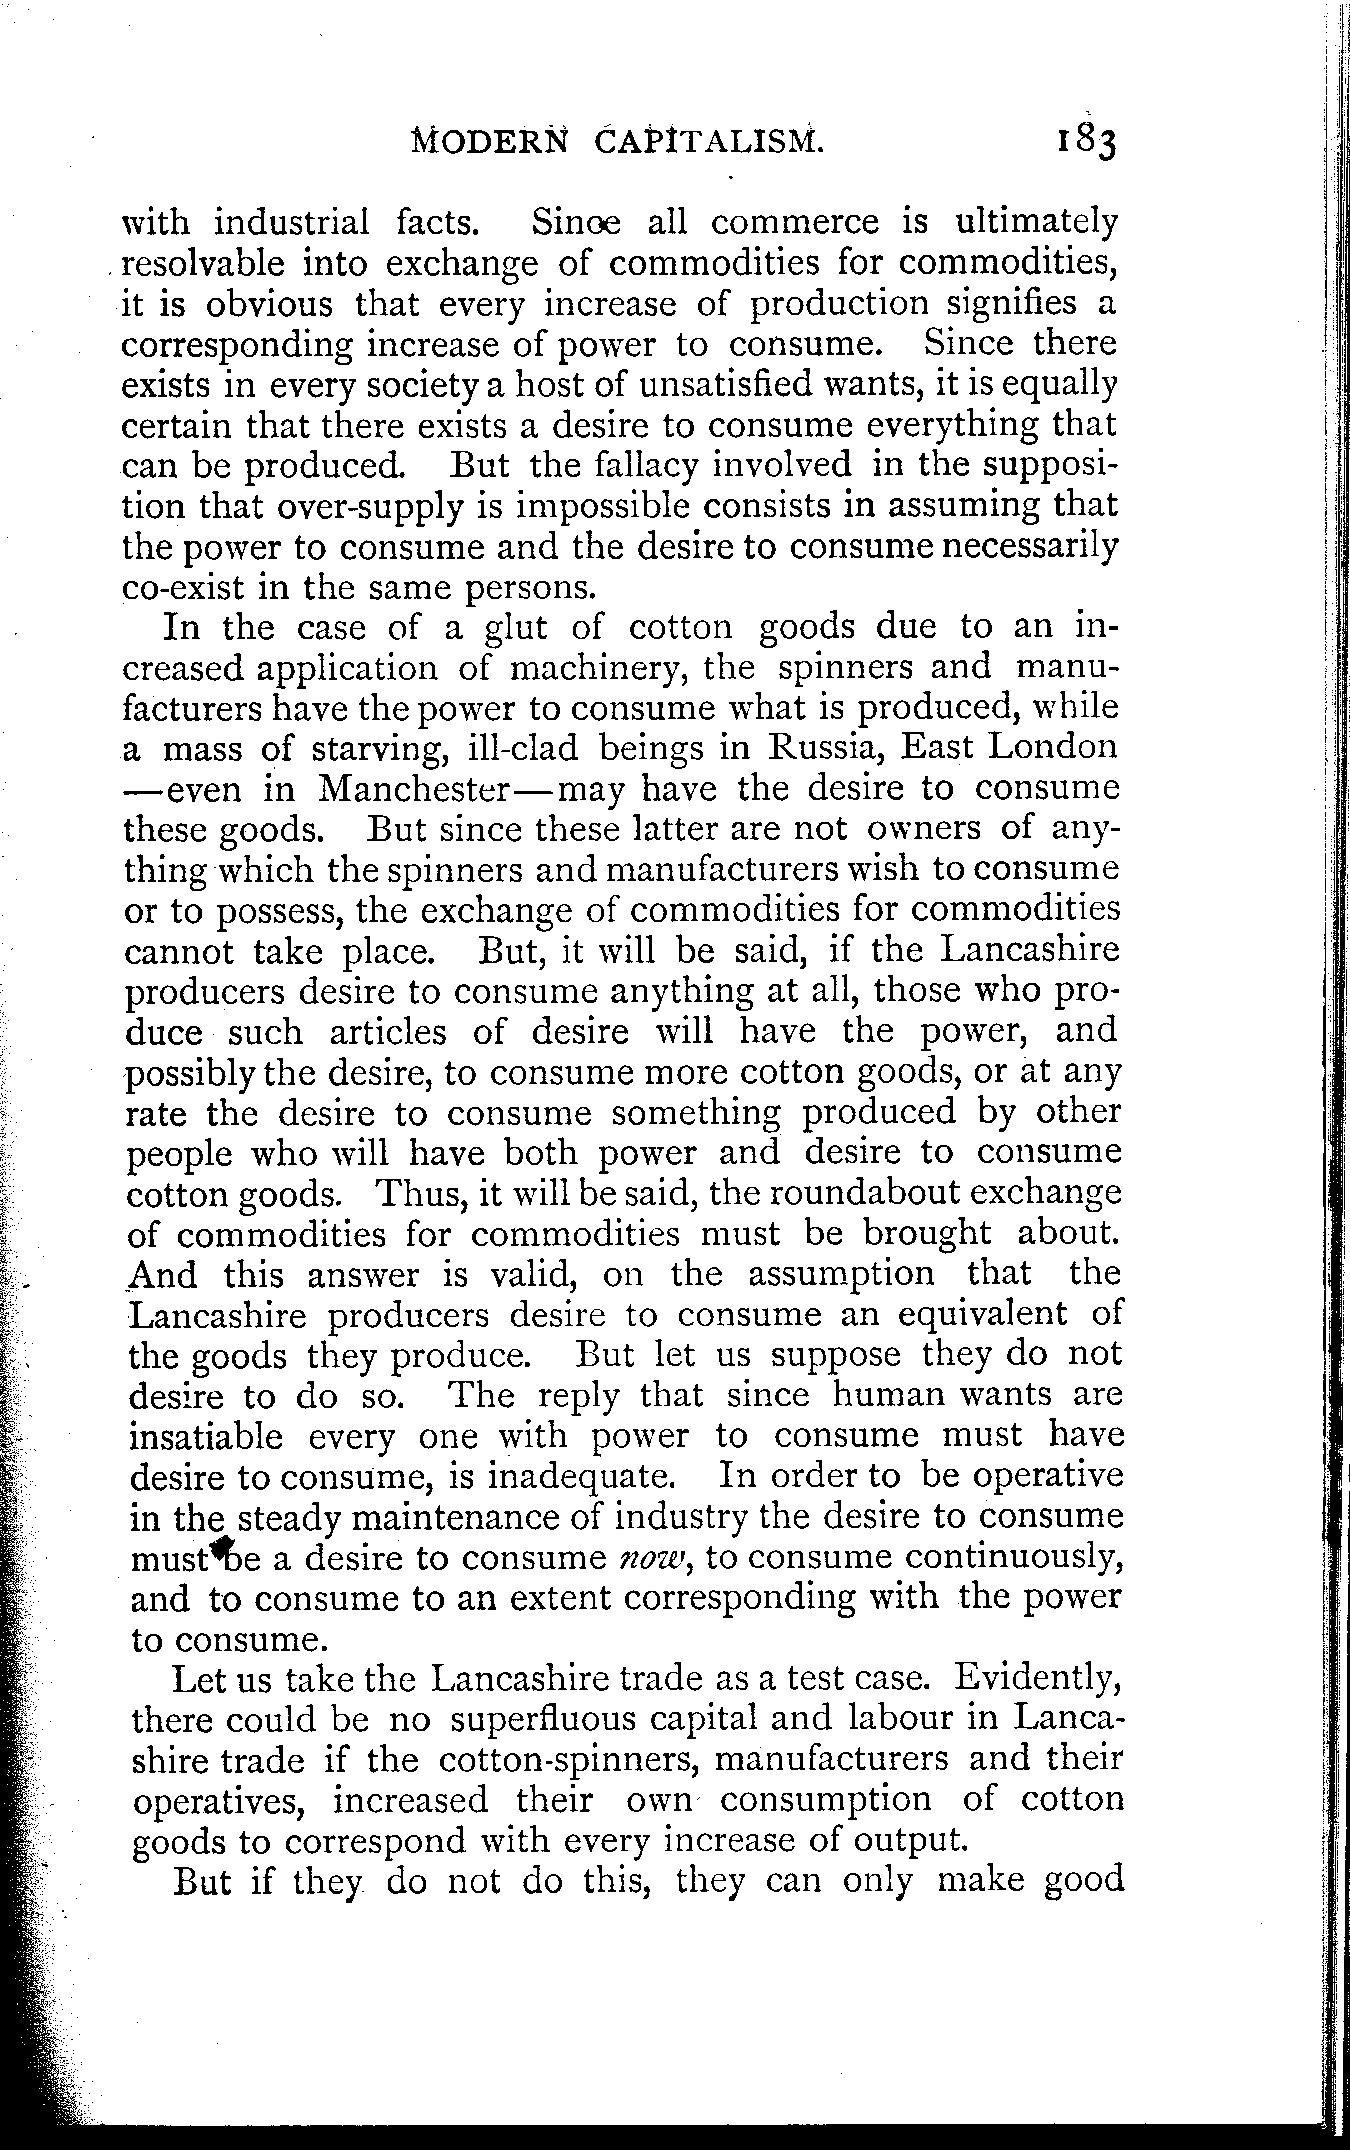 MODERN CAPITALISM. 183
with industrial facts. Since all commerce is ultimately
resolvable into exchange of commodities for commodities,
it is obvious that every increase of production signifies a
corresponding increase of power to consume. Since there
exists in every society a host of unsatisfied wants, it is equally
certain that there exists a desire to consume everything that
can be produced. But the fallacy involved in the supposi-
tion that over-supply is impossible consists in assuming that
the power to consume and the desire to consume necessarily
co-exist in the same persons.
In the case of a glut of cotton goods due to an in-
creased application of machinery, the spinners and manu-
facturers have the power to consume what is produced, while
a mass of starving, ill-clad beings in Russia, East London
—even in Manchester—may have the desire to consume
these goods. But since these latter are not owners of any-
thing which the spinners and manufacturers wish to consume
or to possess, the exchange of commodities for commodities
cannot take place. But, it will be said, if the Lancashire
producers desire to consume anything at all, those who pro-
duce such articles of desire will have the power, and
possibly the desire, to consume more cotton goods, or at any
rate the desire to consume something produced by other
people who will have both power and desire to consume
cotton goods. Thus, it will be said, the roundabout exchange
of commodities for commodities must be brought about.
And this answer is valid, on the assumption that the
Lancashire producers desire to consume an equivalent of
the goods they produce. But let us suppose they do not
desire to do so. The reply that since human wants are
insatiable every one with power to consume must have
desire to consume, is inadequate. In order to be operative
in the steady maintenance of industry the desire to consume
must be a desire to consume now, to consume continuously,
and to consume to an extent corresponding with the power
to consume.
Let us take the Lancashire trade as a test case. Evidently,
there could be no superfluous capital and labour in Lanca-
shire trade if the cotton-spinners, manufacturers and their
operatives, increased their own consumption of cotton
goods to correspond with every increase of output.
But if they do not do this, they can only make good